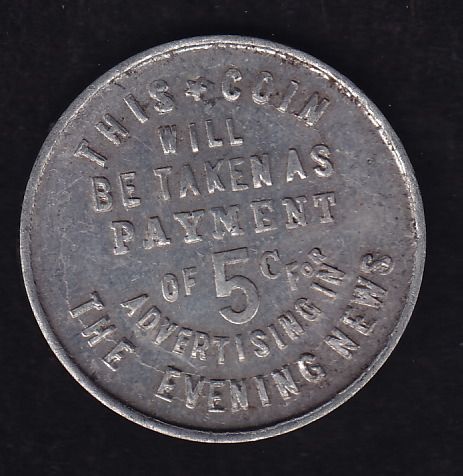 THIS ★ COIN
WILL
BE TAKEN AS
PAYMENT
OF 5c FOR
ADVERTISING IN
THE EVENING NEWS